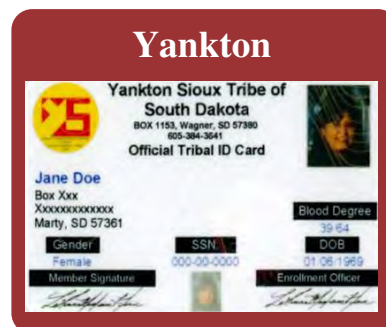 Yankton
Yankton Sioux Tribe of
South Dakota
BOX 1153, Wagner, SD 57380
605-384-3641
Official Tribal ID Card
Jane Doe
Box Xxx
Xxxxxxxxxxxxx
Marty, SD 57361
Blood Degree
39/64
Gender SSN DOB
Female 000-00-0000 01/06/1969
Member Signature Enrollment Officer